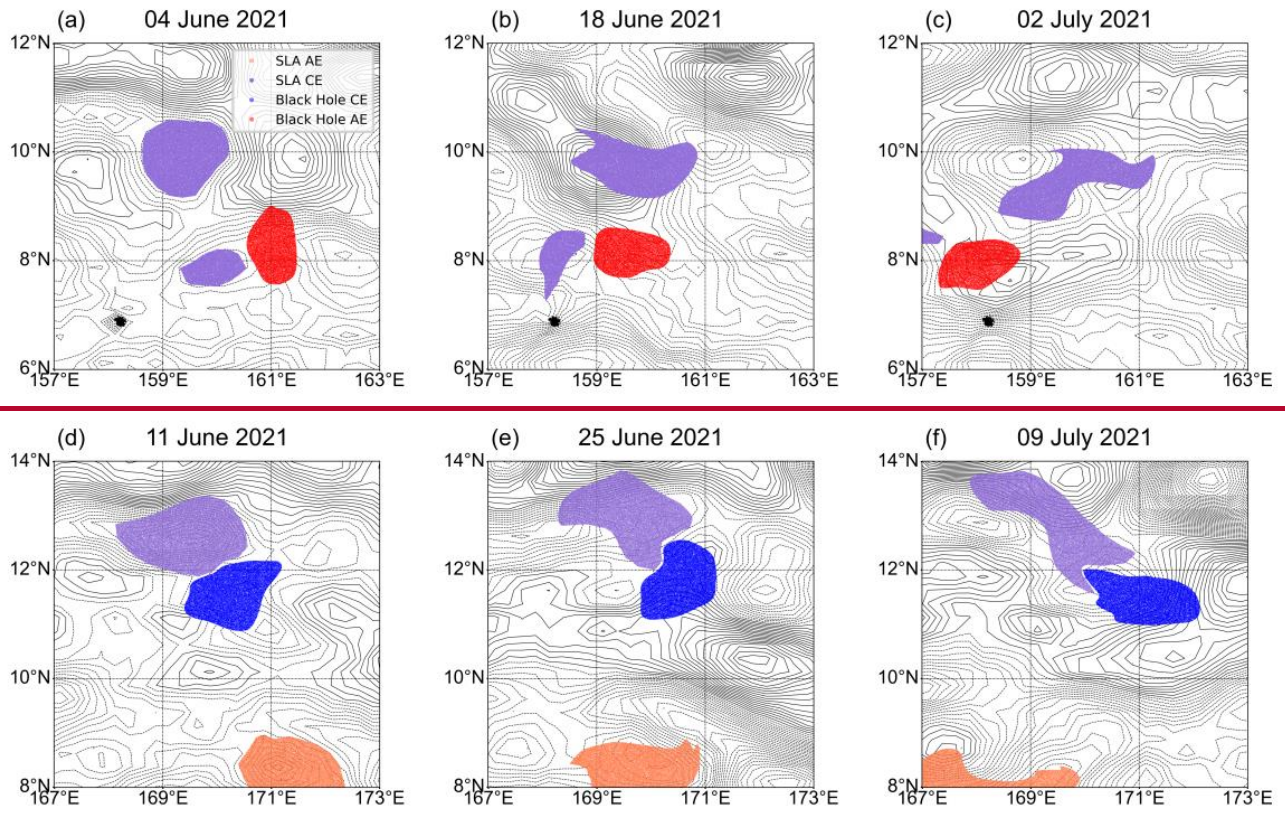 (a) 04 June 2021
(b) 18 June 2021
(c) 02 July 2021
12°N
10°N
8°N
6°N
157°E 159°E 161°E 163°E
SLA AE
SLA CE
Black Hole CE
Black Hole AE
12°N
10°N
8°N
6°N
157°E 159°E 161°E 163°E
12°N
10°N
8°N
6°N
157°E 159°E 161°E 163°E
(d) 11 June 2021
(e) 25 June 2021
(f) 09 July 2021
14°N
12°N
10°N
8°N
167°E 169°E 171°E 173°E
14°N
12°N
10°N
8°N
167°E 169°E 171°E 173°E
14°N
12°N
10°N
8°N
167°E 169°E 171°E 173°E